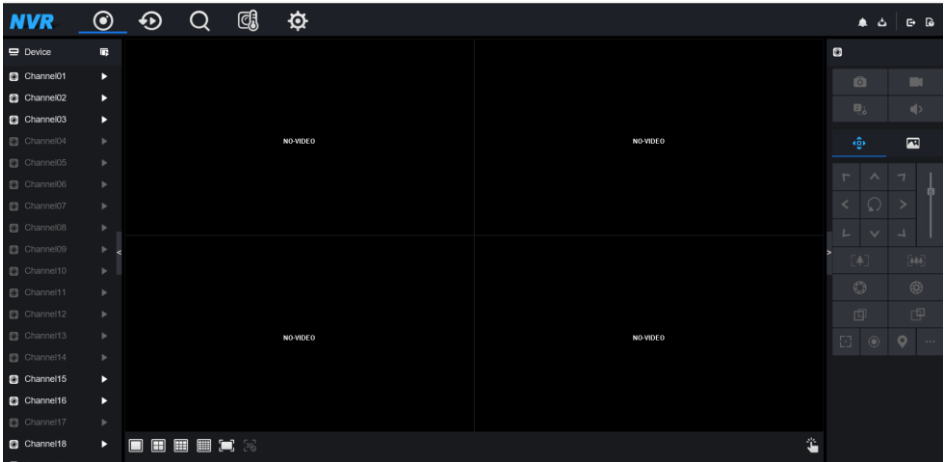 NVR
Device
Channel01
Channel02
Channel03
Channel04
Channel05
Channel06
Channel07
Channel08
Channel09
Channel10
Channel11
Channel12
Channel13
Channel14
Channel15
Channel16
Channel17
Channel18
NO-VIDEO
NO-VIDEO
NO-VIDEO
NO-VIDEO